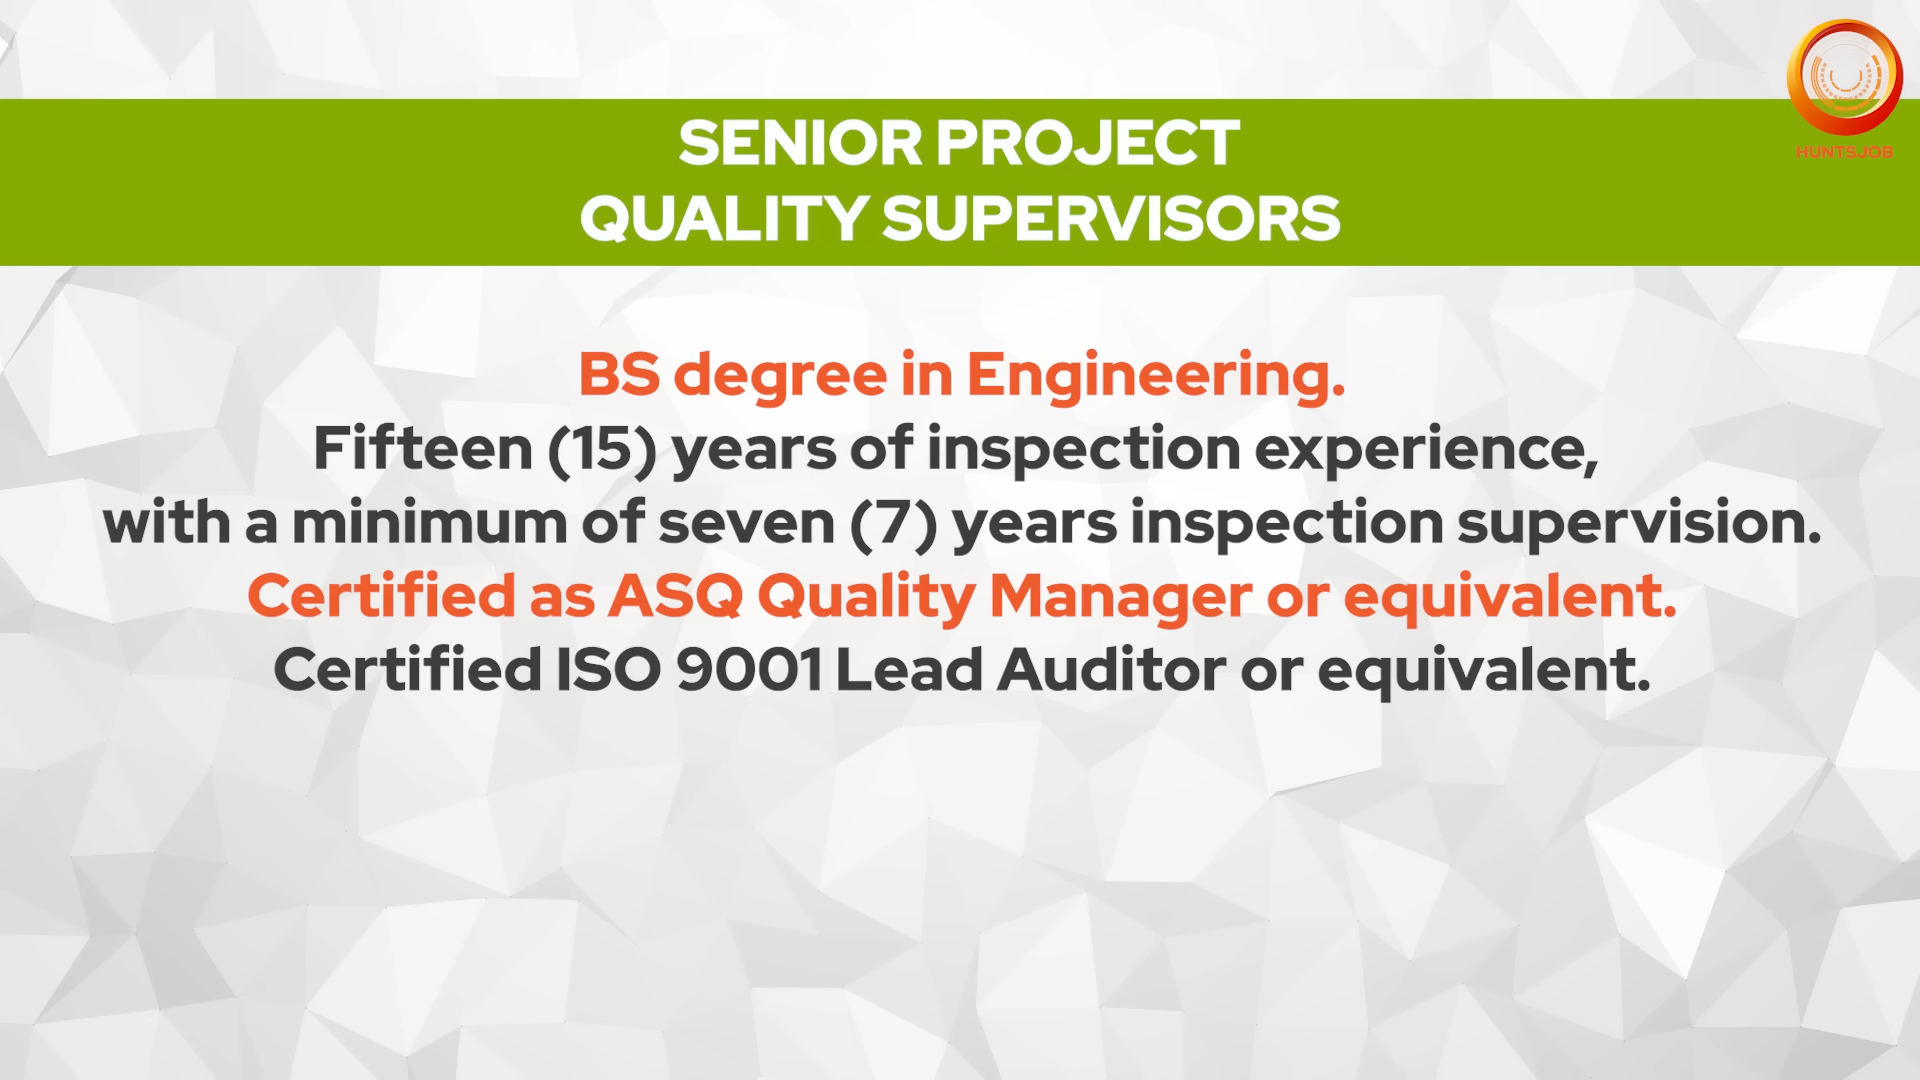 SENIOR PROJECT
QUALITY SUPERVISORS
HUNTSJOB
BS degree in Engineering.
Fifteen (15) years of inspection experience,
with a minimum of seven (7) years inspection supervision.
Certified as ASQ Quality Manager or equivalent.
Certified ISO 9001 Lead Auditor or equivalent.